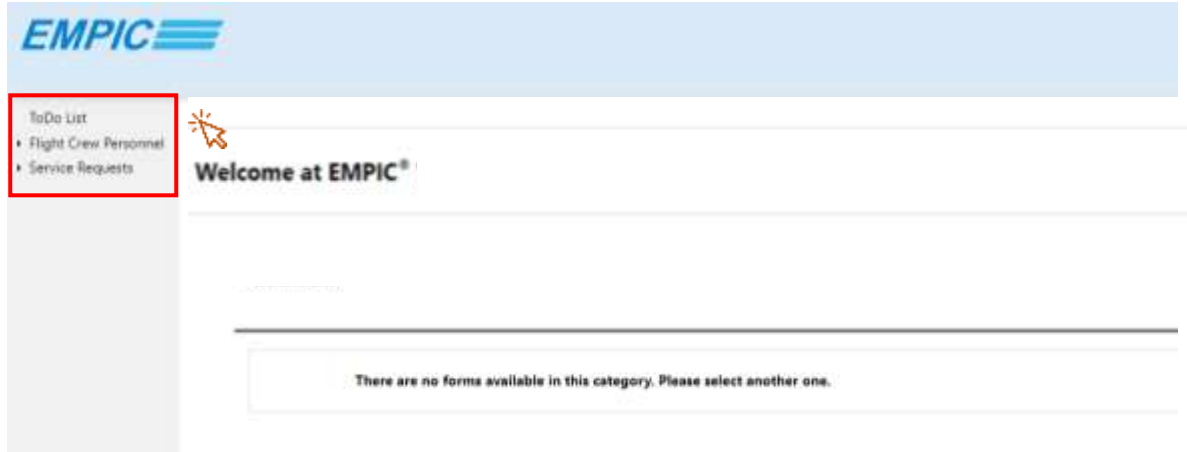 EMPIC
ToDo List
Flight Crew Personnel
Service Requests
Welcome at EMPIC®
There are no forms available in this category. Please select another one.